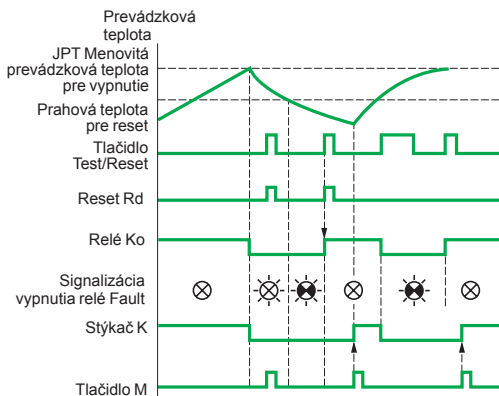 Prevádzková
teplota
JPT Menovitá
prevádzková teplota
pre vypnutie
Prahová teplota
pre reset
Tlačidlo
Test/Reset
Reset Rd
Relé Ko
Signalizácia
vypnutia relé Fault
Stýkač K
Tlačidlo M